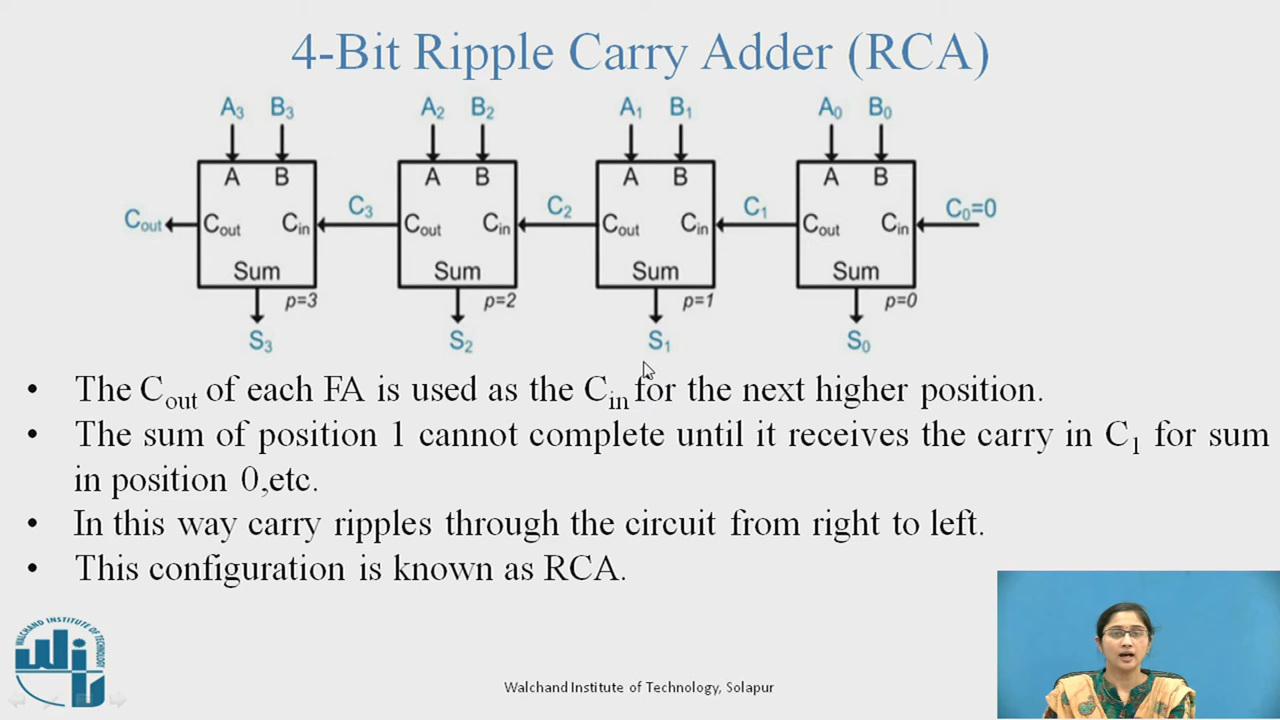 4-Bit Ripple Carry Adder (RCA)
A3 B3 A2 B2 A1 B1 A0 B0
A B A B A B A B
Cout Cout Cin C3 Cout Cin C2 Cout Cin C1 Cout Cin C0=0
Sum Sum Sum Sum
p=3 p=2 p=1 p=0
S3 S2 S1 S0
• The Cout of each FA is used as the Cin for the next higher position.
• The sum of position 1 cannot complete until it receives the carry in C1 for sum
in position 0,etc.
• In this way carry ripples through the circuit from right to left.
• This configuration is known as RCA.
WALCHAND INSTITUTE OF TECHNOLOGY
WIT
Walchand Institute of Technology, Solapur